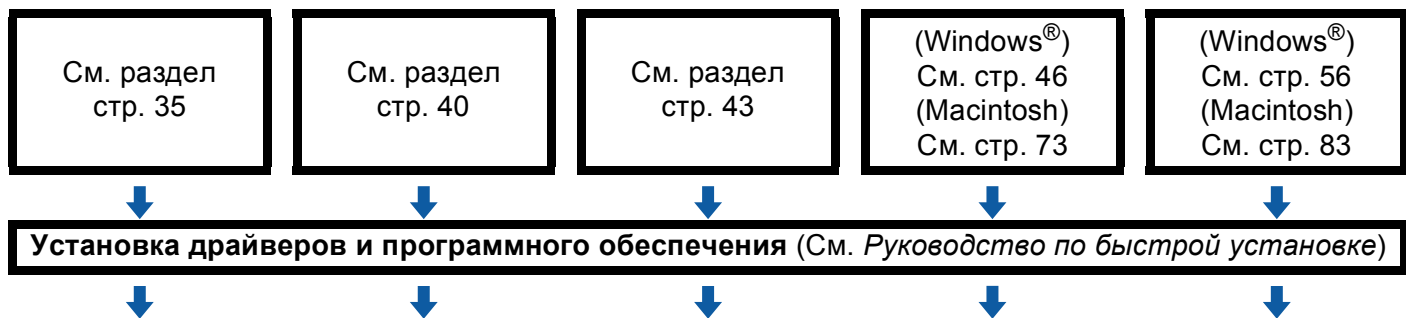 См. раздел
стр. 35
См. раздел
стр. 40
См. раздел
стр. 43
(Windows®)
См. стр. 46
(Macintosh)
См. стр. 73
(Windows®)
См. стр. 56
(Macintosh)
См. стр. 83
Установка драйверов и программного обеспечения (См. Руководство по быстрой установке)